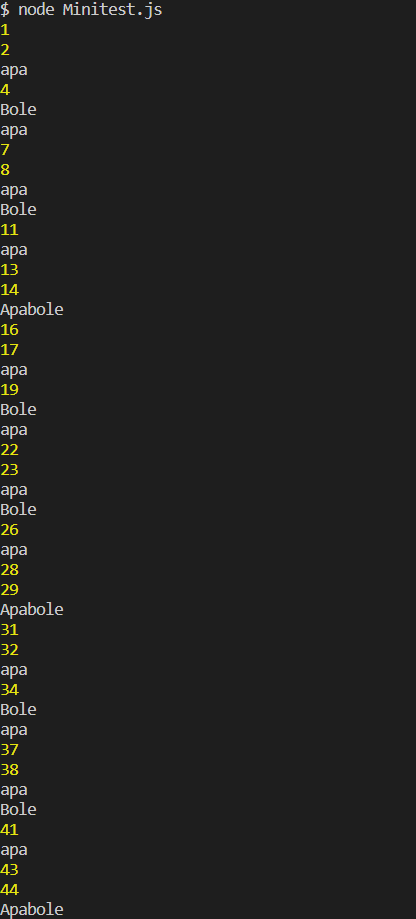 $ node Minitest.js
1
2
apa
4
Bole
apa
7
8
apa
Bole
11
apa
13
14
Apabole
16
17
apa
19
Bole
apa
22
23
apa
Bole
26
apa
28
29
Apabole
31
32
apa
34
Bole
apa
37
38
apa
Bole
41
apa
43
44
Apabole